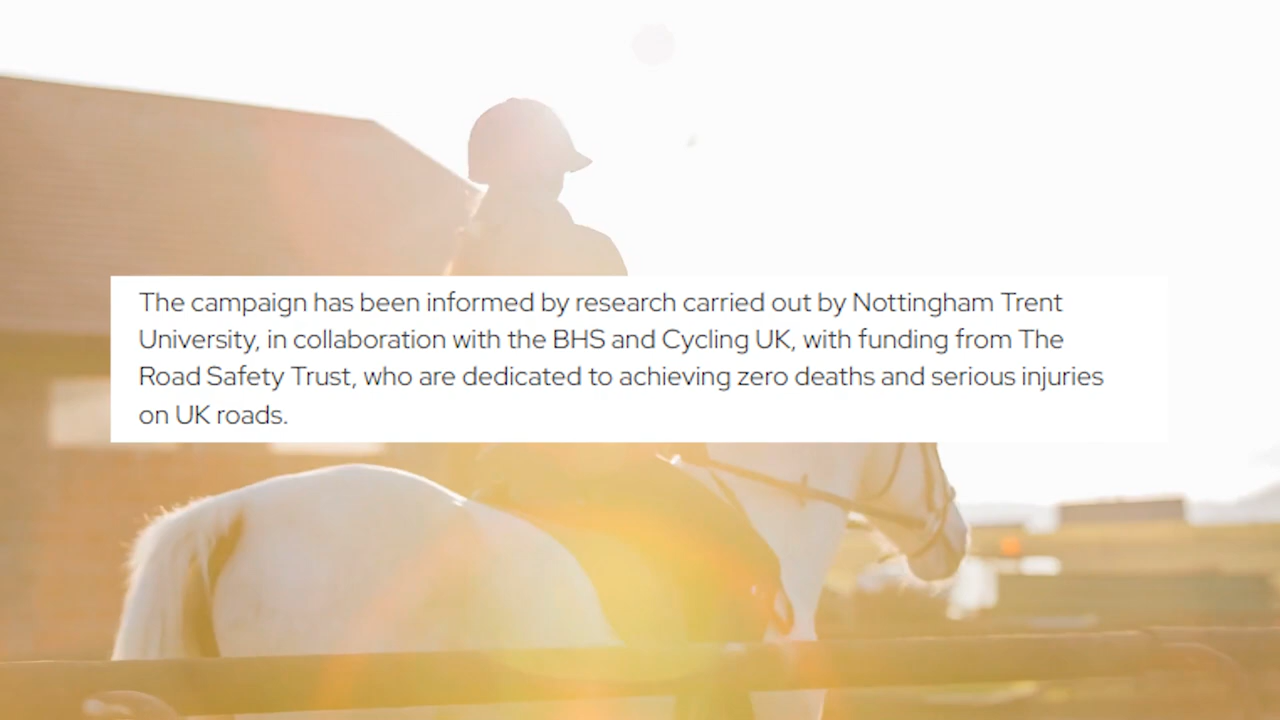 The campaign has been informed by research carried out by Nottingham Trent
University, in collaboration with the BHS and Cycling UK, with funding from The
Road Safety Trust, who are dedicated to achieving zero deaths and serious injuries
on UK roads.